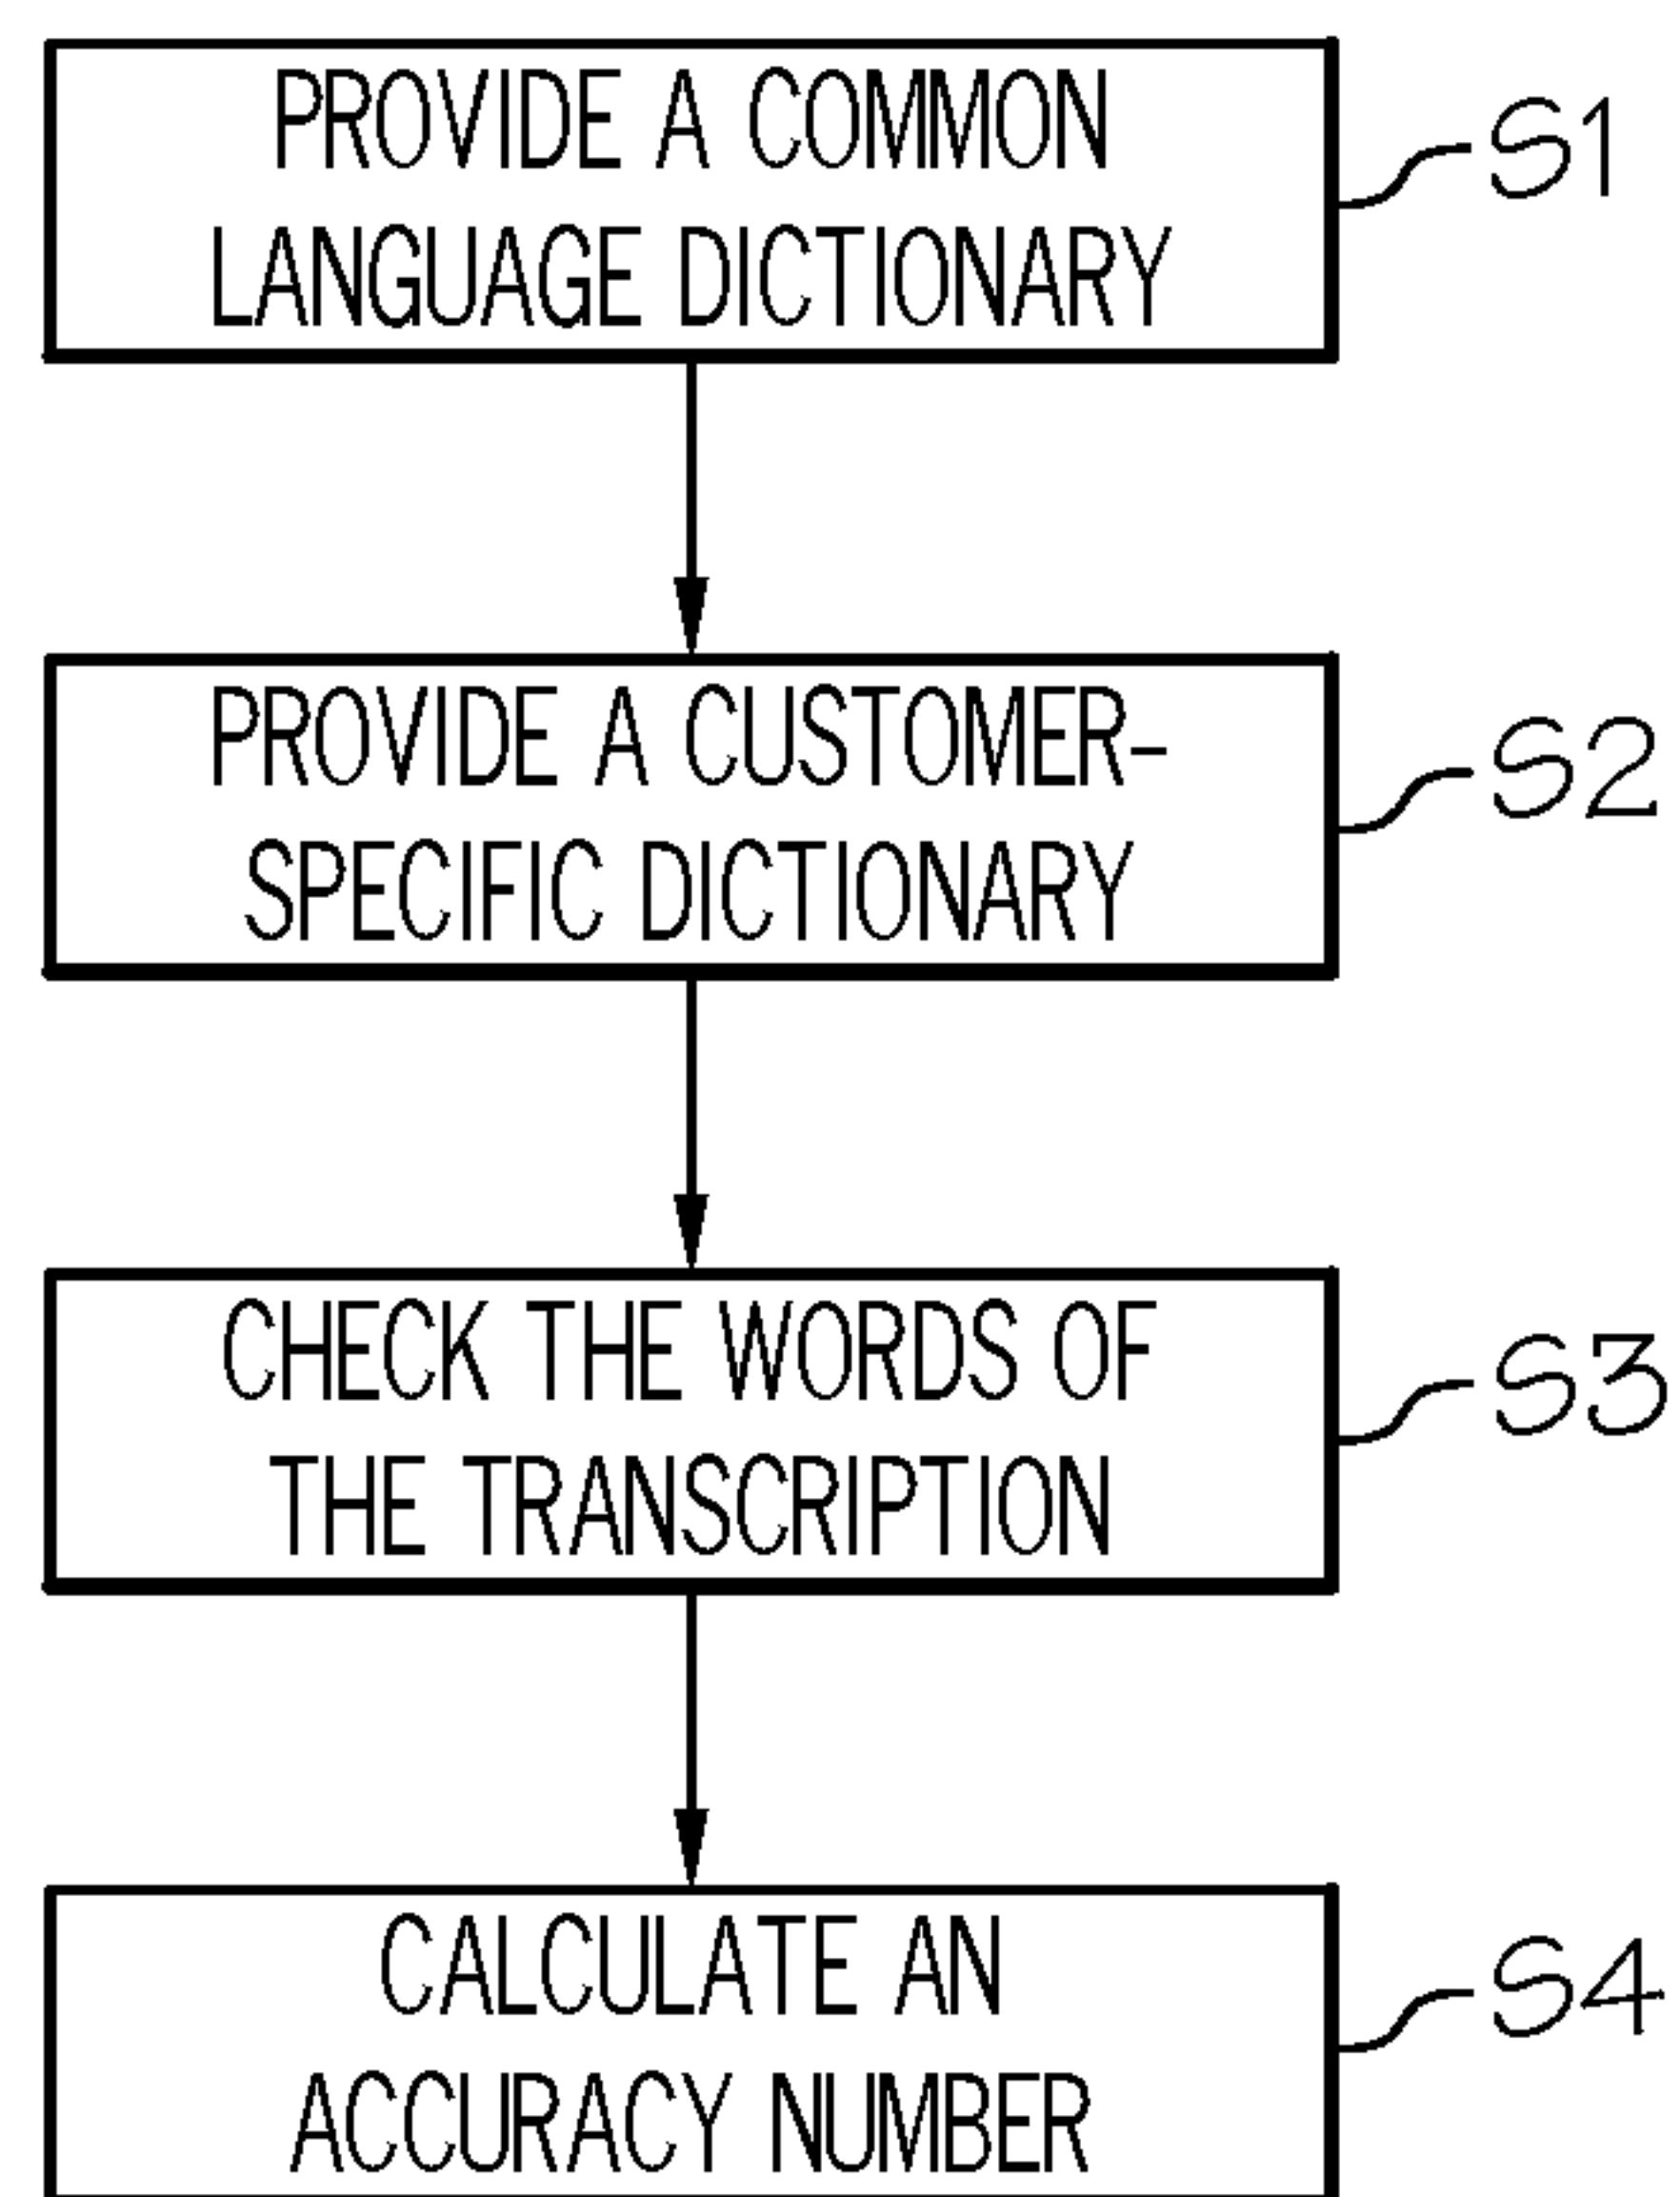 PROVIDE A COMMON
LANGUAGE DICTIONARY
S1
PROVIDE A CUSTOMER-
SPECIFIC DICTIONARY
S2
CHECK THE WORDS OF
THE TRANSCRIPTION
S3
CALCULATE AN
ACCURACY NUMBER
S4